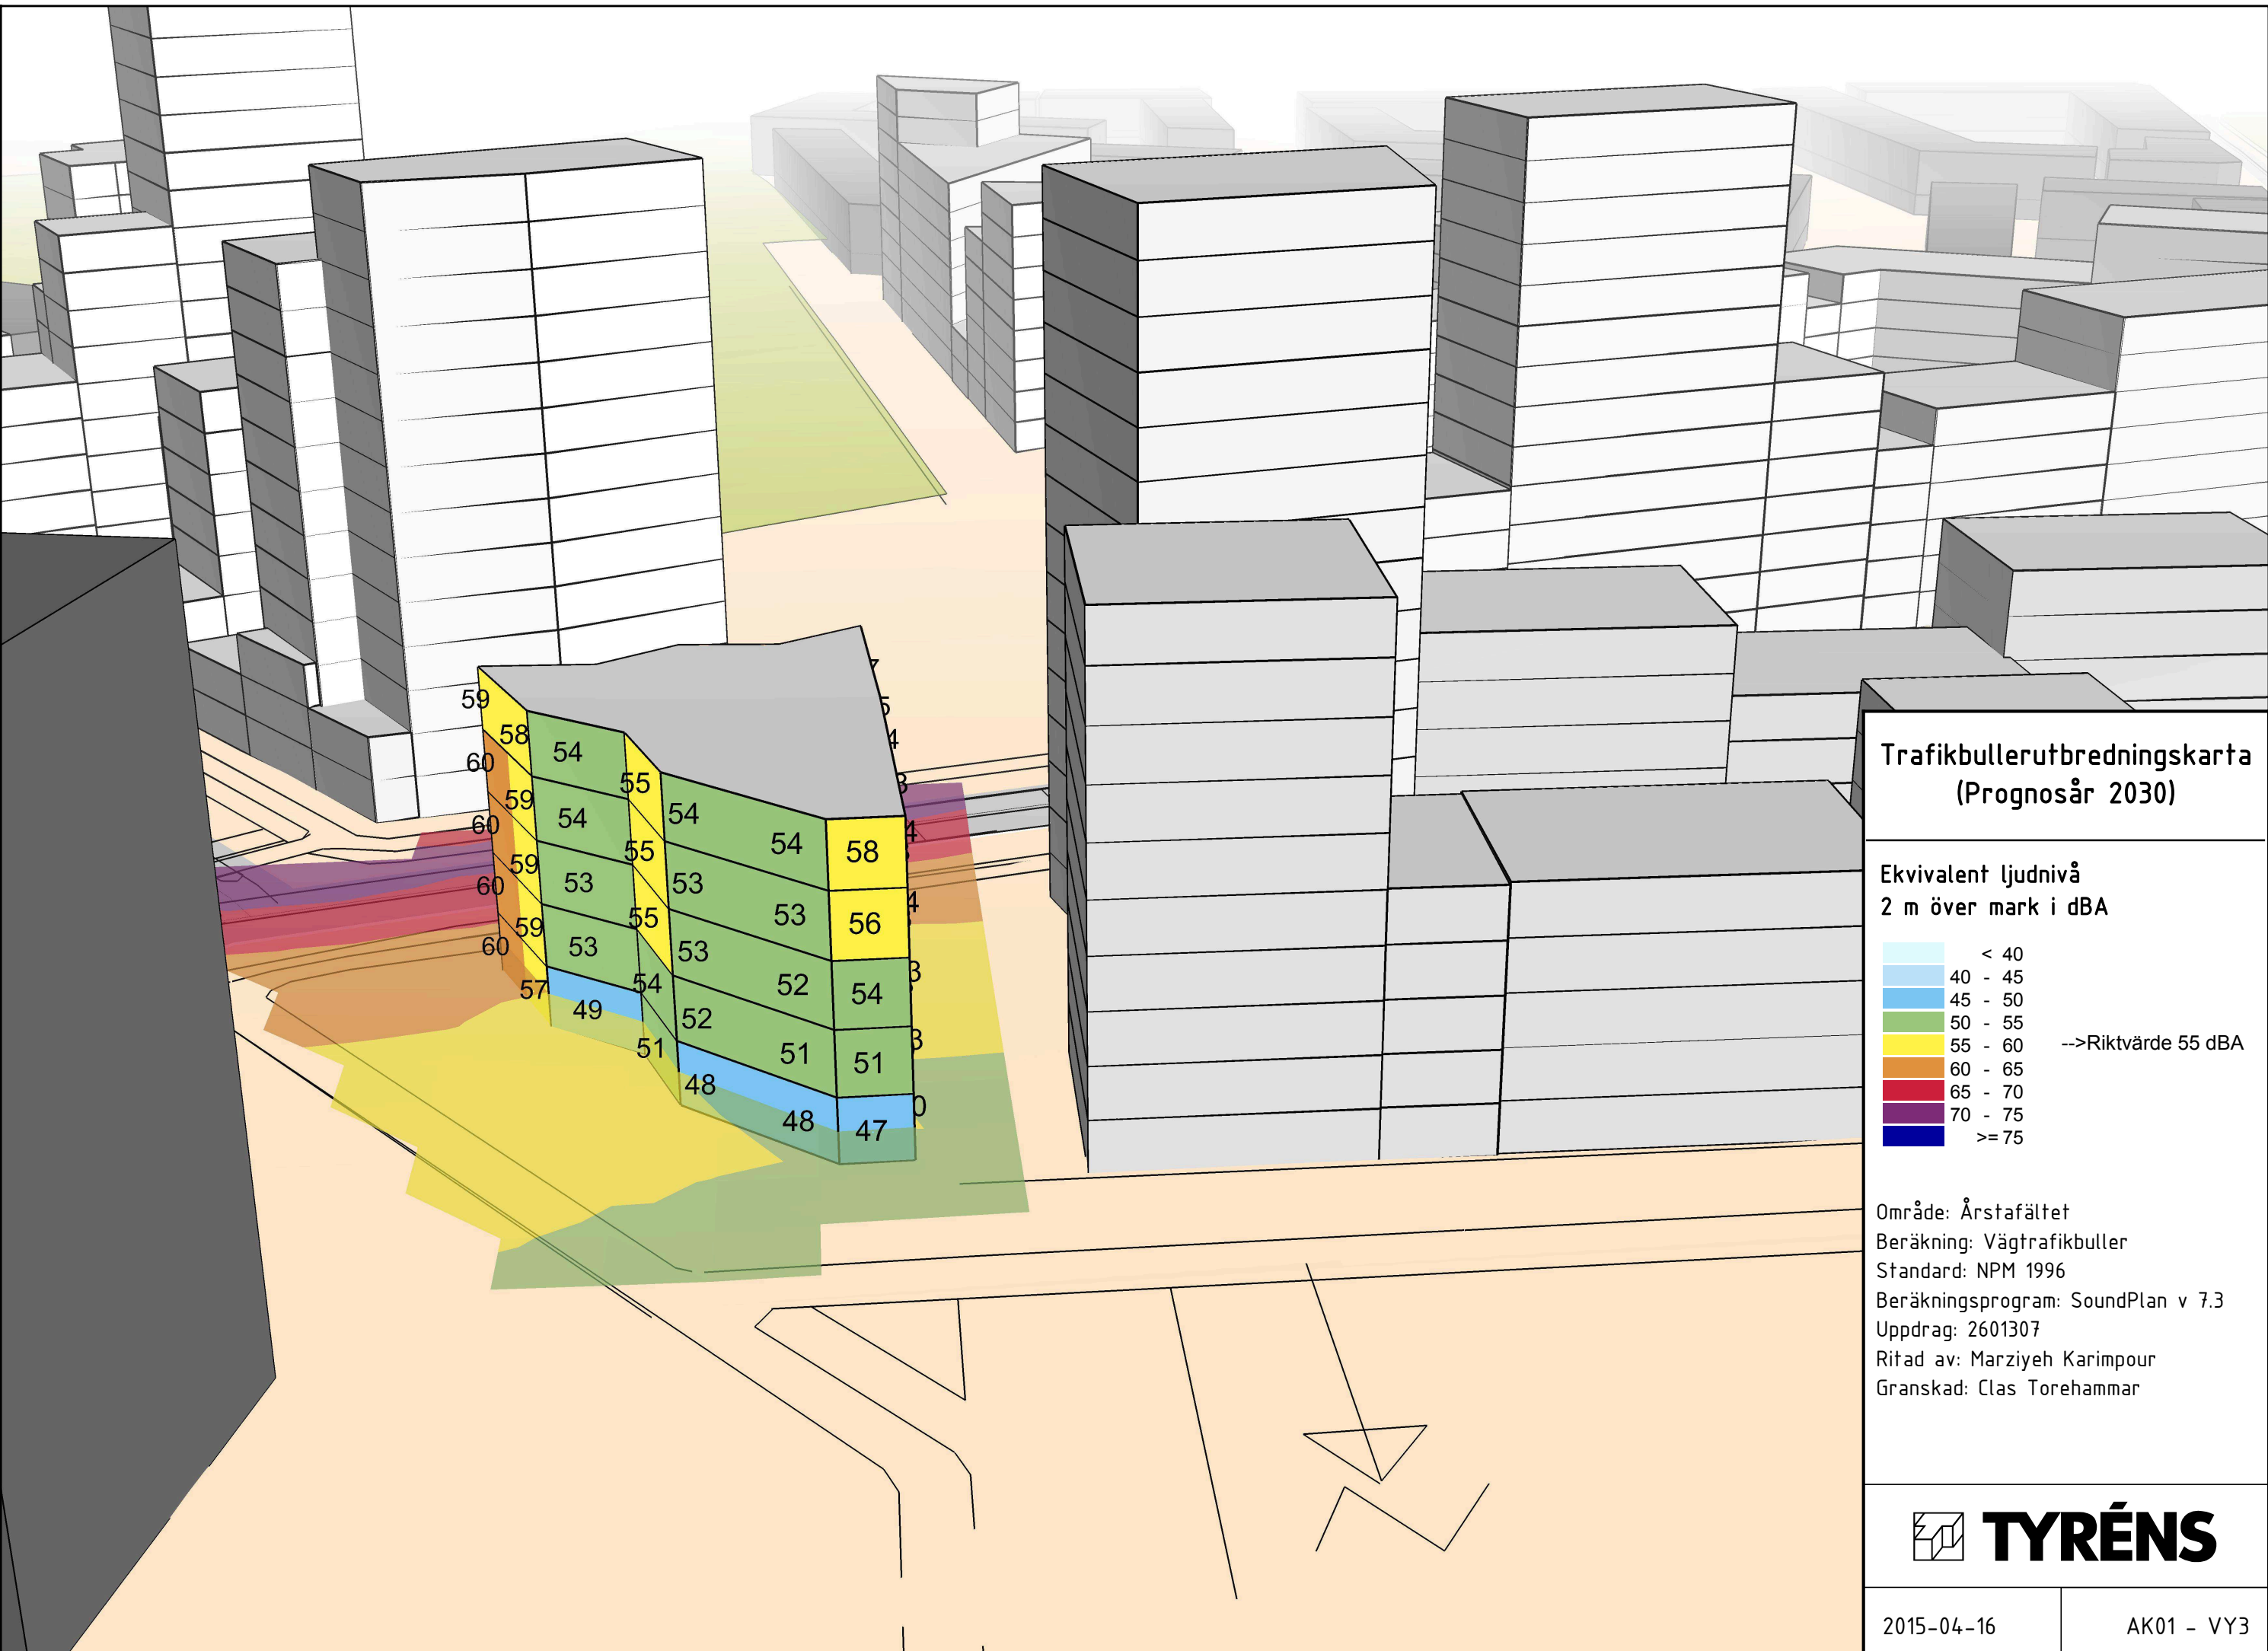 59
58
54
60
55
59
54
54
60
54
58
55
59
53
53
60
53
56
55
59
53
53
60
52
54
57
54
49
52
51
51
51
48
48
47
Trafikbullerutbredningskarta
(Prognosår 2030)
Ekvivalent ljudnivå
2 m över mark i dBA
< 40
40 - 45
45 - 50
50 - 55
55 - 60 -->Riktvärde 55 dBA
60 - 65
65 - 70
70 - 75
>= 75
Område: Årstafältet
Beräkning: Vägtrafikbuller
Standard: NPM 1996
Beräkningsprogram: SoundPlan v 7.3
Uppdrag: 2601307
Ritad av: Marziyeh Karimpour
Granskad: Clas Torehammar
TYRÉNS
2015-04-16
AK01 - VY3